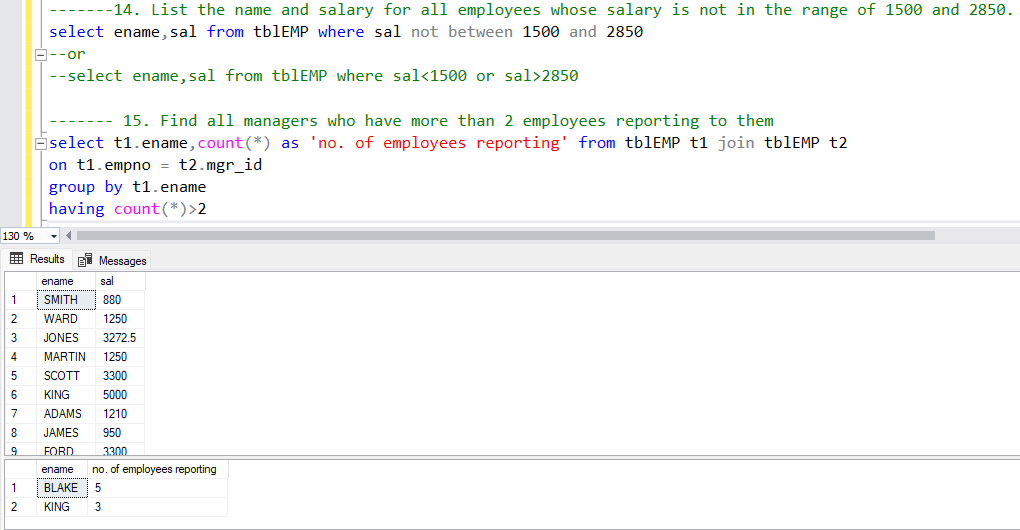 -------14. List the name and salary for all employees whose salary is not in the range of 1500 and 2850.
select ename,sal from tblEMP where sal not between 1500 and 2850
--or
--select ename,sal from tblEMP where sal<1500 or sal>2850
------- 15. Find all managers who have more than 2 employees reporting to them
select t1.ename,count(*) as 'no. of employees reporting' from tblEMP t1 join tblEMP t2
on t1.empno = t2.mgr_id
group by t1.ename
having count(*)>2
130 %
Results Messages
ename sal
1 SMITH 880
2 WARD 1250
3 JONES 3272.5
4 MARTIN 1250
5 SCOTT 3300
6 KING 5000
7 ADAMS 1210
8 JAMES 950
9 FORD 3300
ename no. of employees reporting
1 BLAKE 5
2 KING 3